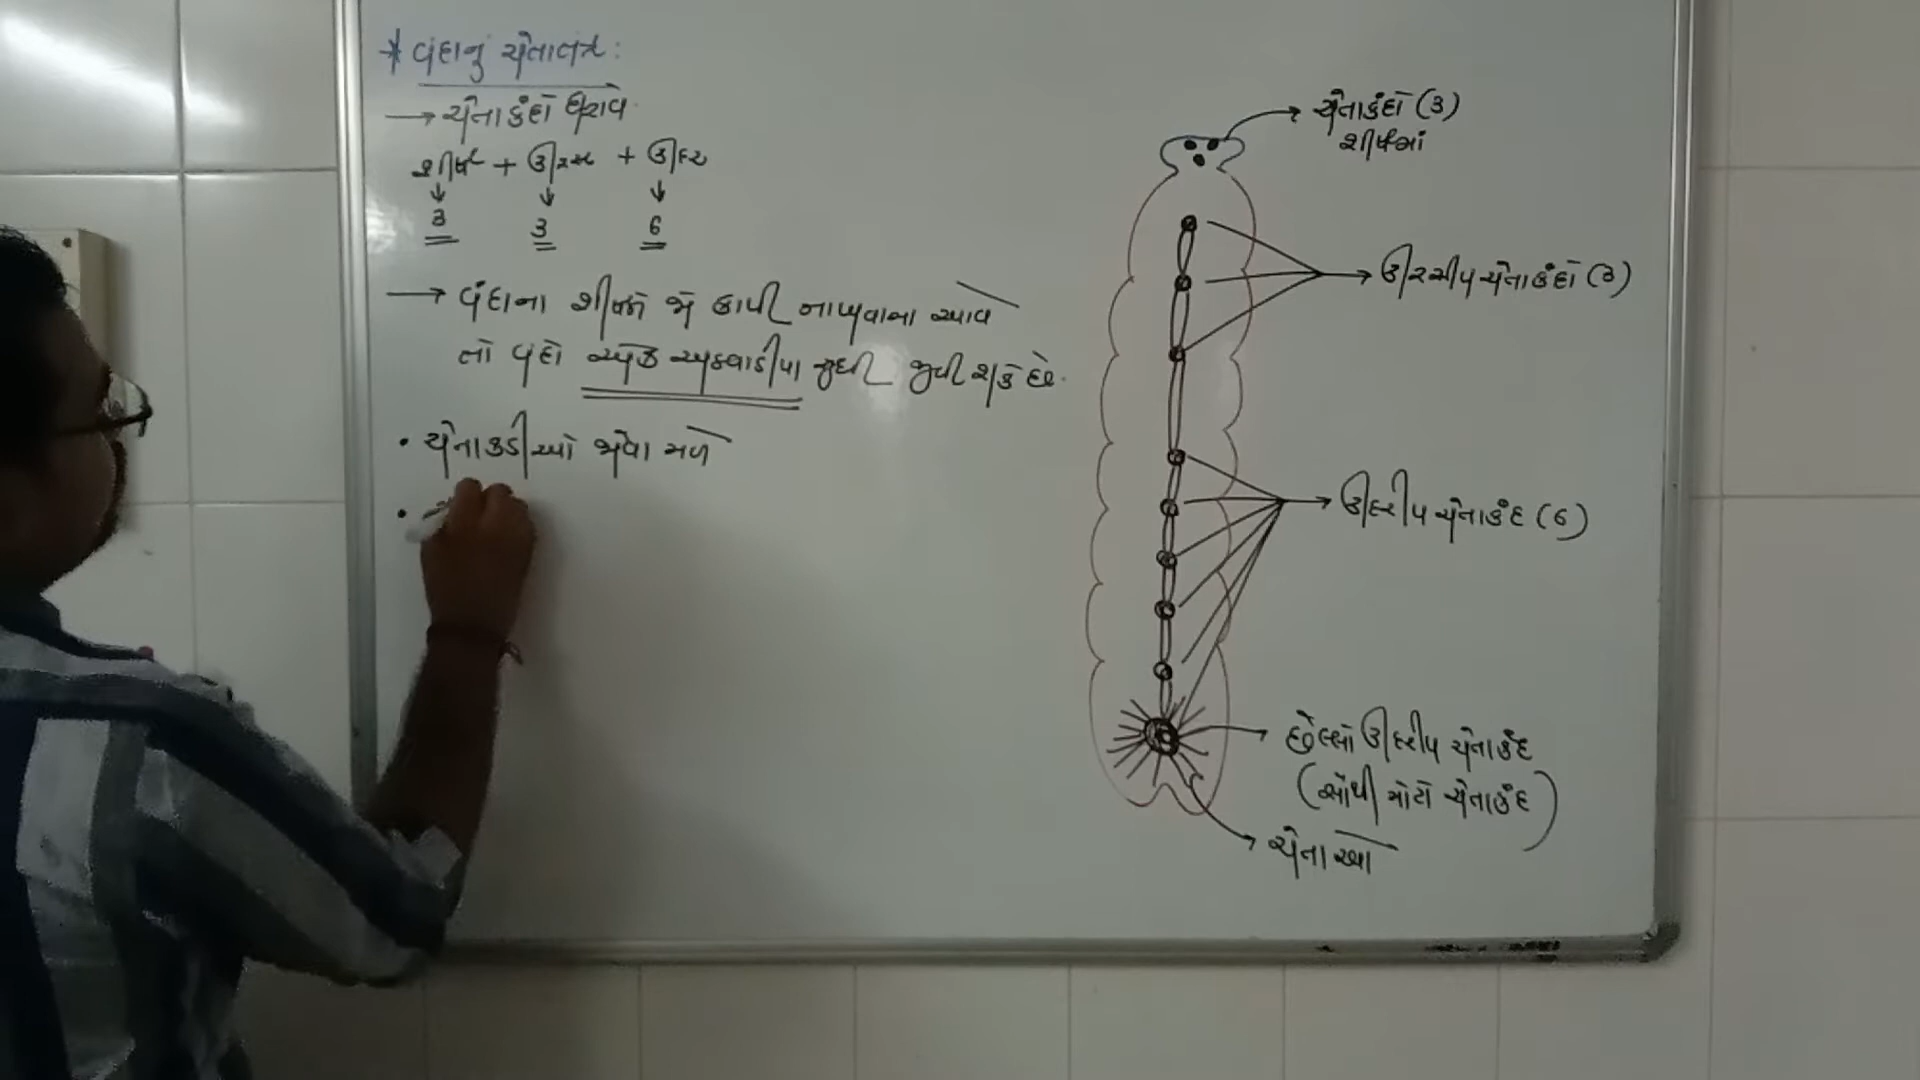 * વંદાનું ચેતાતંત્ર :
→ ચેતાકંદો ધરાવે
શીર્ષ + ઉરસ + ઉદર
↓ ↓ ↓
3 3 6
→ વંદાના શીર્ષને જો કાપી નાખવામાં આવે
તો વંદો એક અઠવાડીયા સુધી જીવી શકે છે.
• ચેતાકડીઓ જોવા મળે
•
→ ચેતાકંદો (3)
શીર્ષમાં
→ ઉરસીય ચેતાકંદો (3)
→ ઉદરીય ચેતાકંદ (6)
→ છેલ્લો ઉદરીય ચેતાકંદ
(સૌથી મોટો ચેતાકંદ)
→ ચેતાઓ